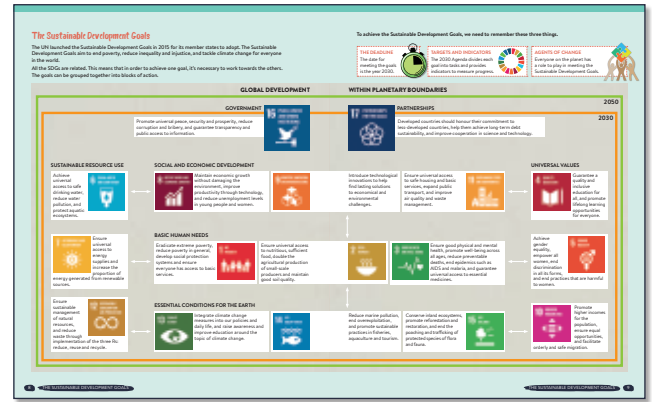 The Sustainable Development Goals
The UN launched the Sustainable Development Goals in 2015 for its member states to adopt. The Sustainable
Development Goals aim to end poverty, reduce inequality and injustice, and tackle climate change for everyone
in the world.
All the SDGs are related. This means that in order to achieve one goal, it's necessary to work towards the others.
The goals can be grouped together into blocks of action.
To achieve the Sustainable Development Goals, we need to remember these three things.
THE DEADLINE
The date for
meeting the goals
is the year 2030.
TARGETS AND INDICATORS
The 2030 Agenda divides each
goal into tasks and provides
indicators to measure progress.
AGENTS OF CHANGE
Everyone on the planet has
a role to play in meeting the
Sustainable Development Goals.
GLOBAL DEVELOPMENT
WITHIN PLANETARY BOUNDARIES
2050
2030
GOVERNMENT
Promote universal peace, security and prosperity, reduce
corruption and bribery, and guarantee transparency and
public access to information.
16
17
PARTNERSHIPS
Developed countries should honour their commitment to
less-developed countries, help them achieve long-term debt
sustainability, and improve cooperation in science and technology.
SUSTAINABLE RESOURCE USE
Achieve
universal
access to safe
drinking water,
reduce water
pollution, and
protect aquatic
ecosystems.
SOCIAL AND ECONOMIC DEVELOPMENT
Maintain economic growth
without damaging the
environment, improve
productivity through technology,
and reduce unemployment levels
in young people and women.
Introduce technological
innovations to help
find lasting solutions
to economical and
environmental
challenges.
Ensure universal access
to safe housing and basic
services, expand public
transport, and improve
air quality and waste
management.
UNIVERSAL VALUES
Guarantee a
quality and
inclusive
education for
all, and promote
lifelong learning
opportunities
for everyone.
Ensure
universal
access to
energy
supplies and
increase the
proportion of
energy generated from renewable
sources.
BASIC HUMAN NEEDS
Eradicate extreme poverty,
reduce poverty in general,
develop social protection
systems and ensure
everyone has access to basic
services.
Ensure universal access
to nutritious, sufficient
food, double the
agricultural production
of small-scale
producers and maintain
good soil quality.
Ensure good physical and mental
health, promote well-being across
all ages, reduce preventable
deaths, end epidemics such as
AIDS and malaria, and guarantee
universal access to essential
medicines.
Achieve
gender
equality,
empower all
women, and
end discrimination
in all its forms,
and end practices that are harmful
to women.
Ensure
sustainable
management
of natural
resources,
and reduce
waste through
implementation of the three Rs:
reduce, reuse and recycle.
ESSENTIAL CONDITIONS FOR THE EARTH
Integrate climate change
measures into our policies and
daily life, and raise awareness and
improve education around the
topic of climate change.
Reduce marine pollution,
end overexploitation,
and promote sustainable
practises in fisheries,
aquaculture and tourism.
Conserve inland ecosystems,
promote reforestation and
restoration, and end the
poaching and trafficking of
protected species of flora
and fauna.
Promote
higher incomes
for the
population,
ensure equal
opportunities,
and facilitate
orderly and safe migration.
8 THE SUSTAINABLE DEVELOPMENT GOALS
THE SUSTAINABLE DEVELOPMENT GOALS 9